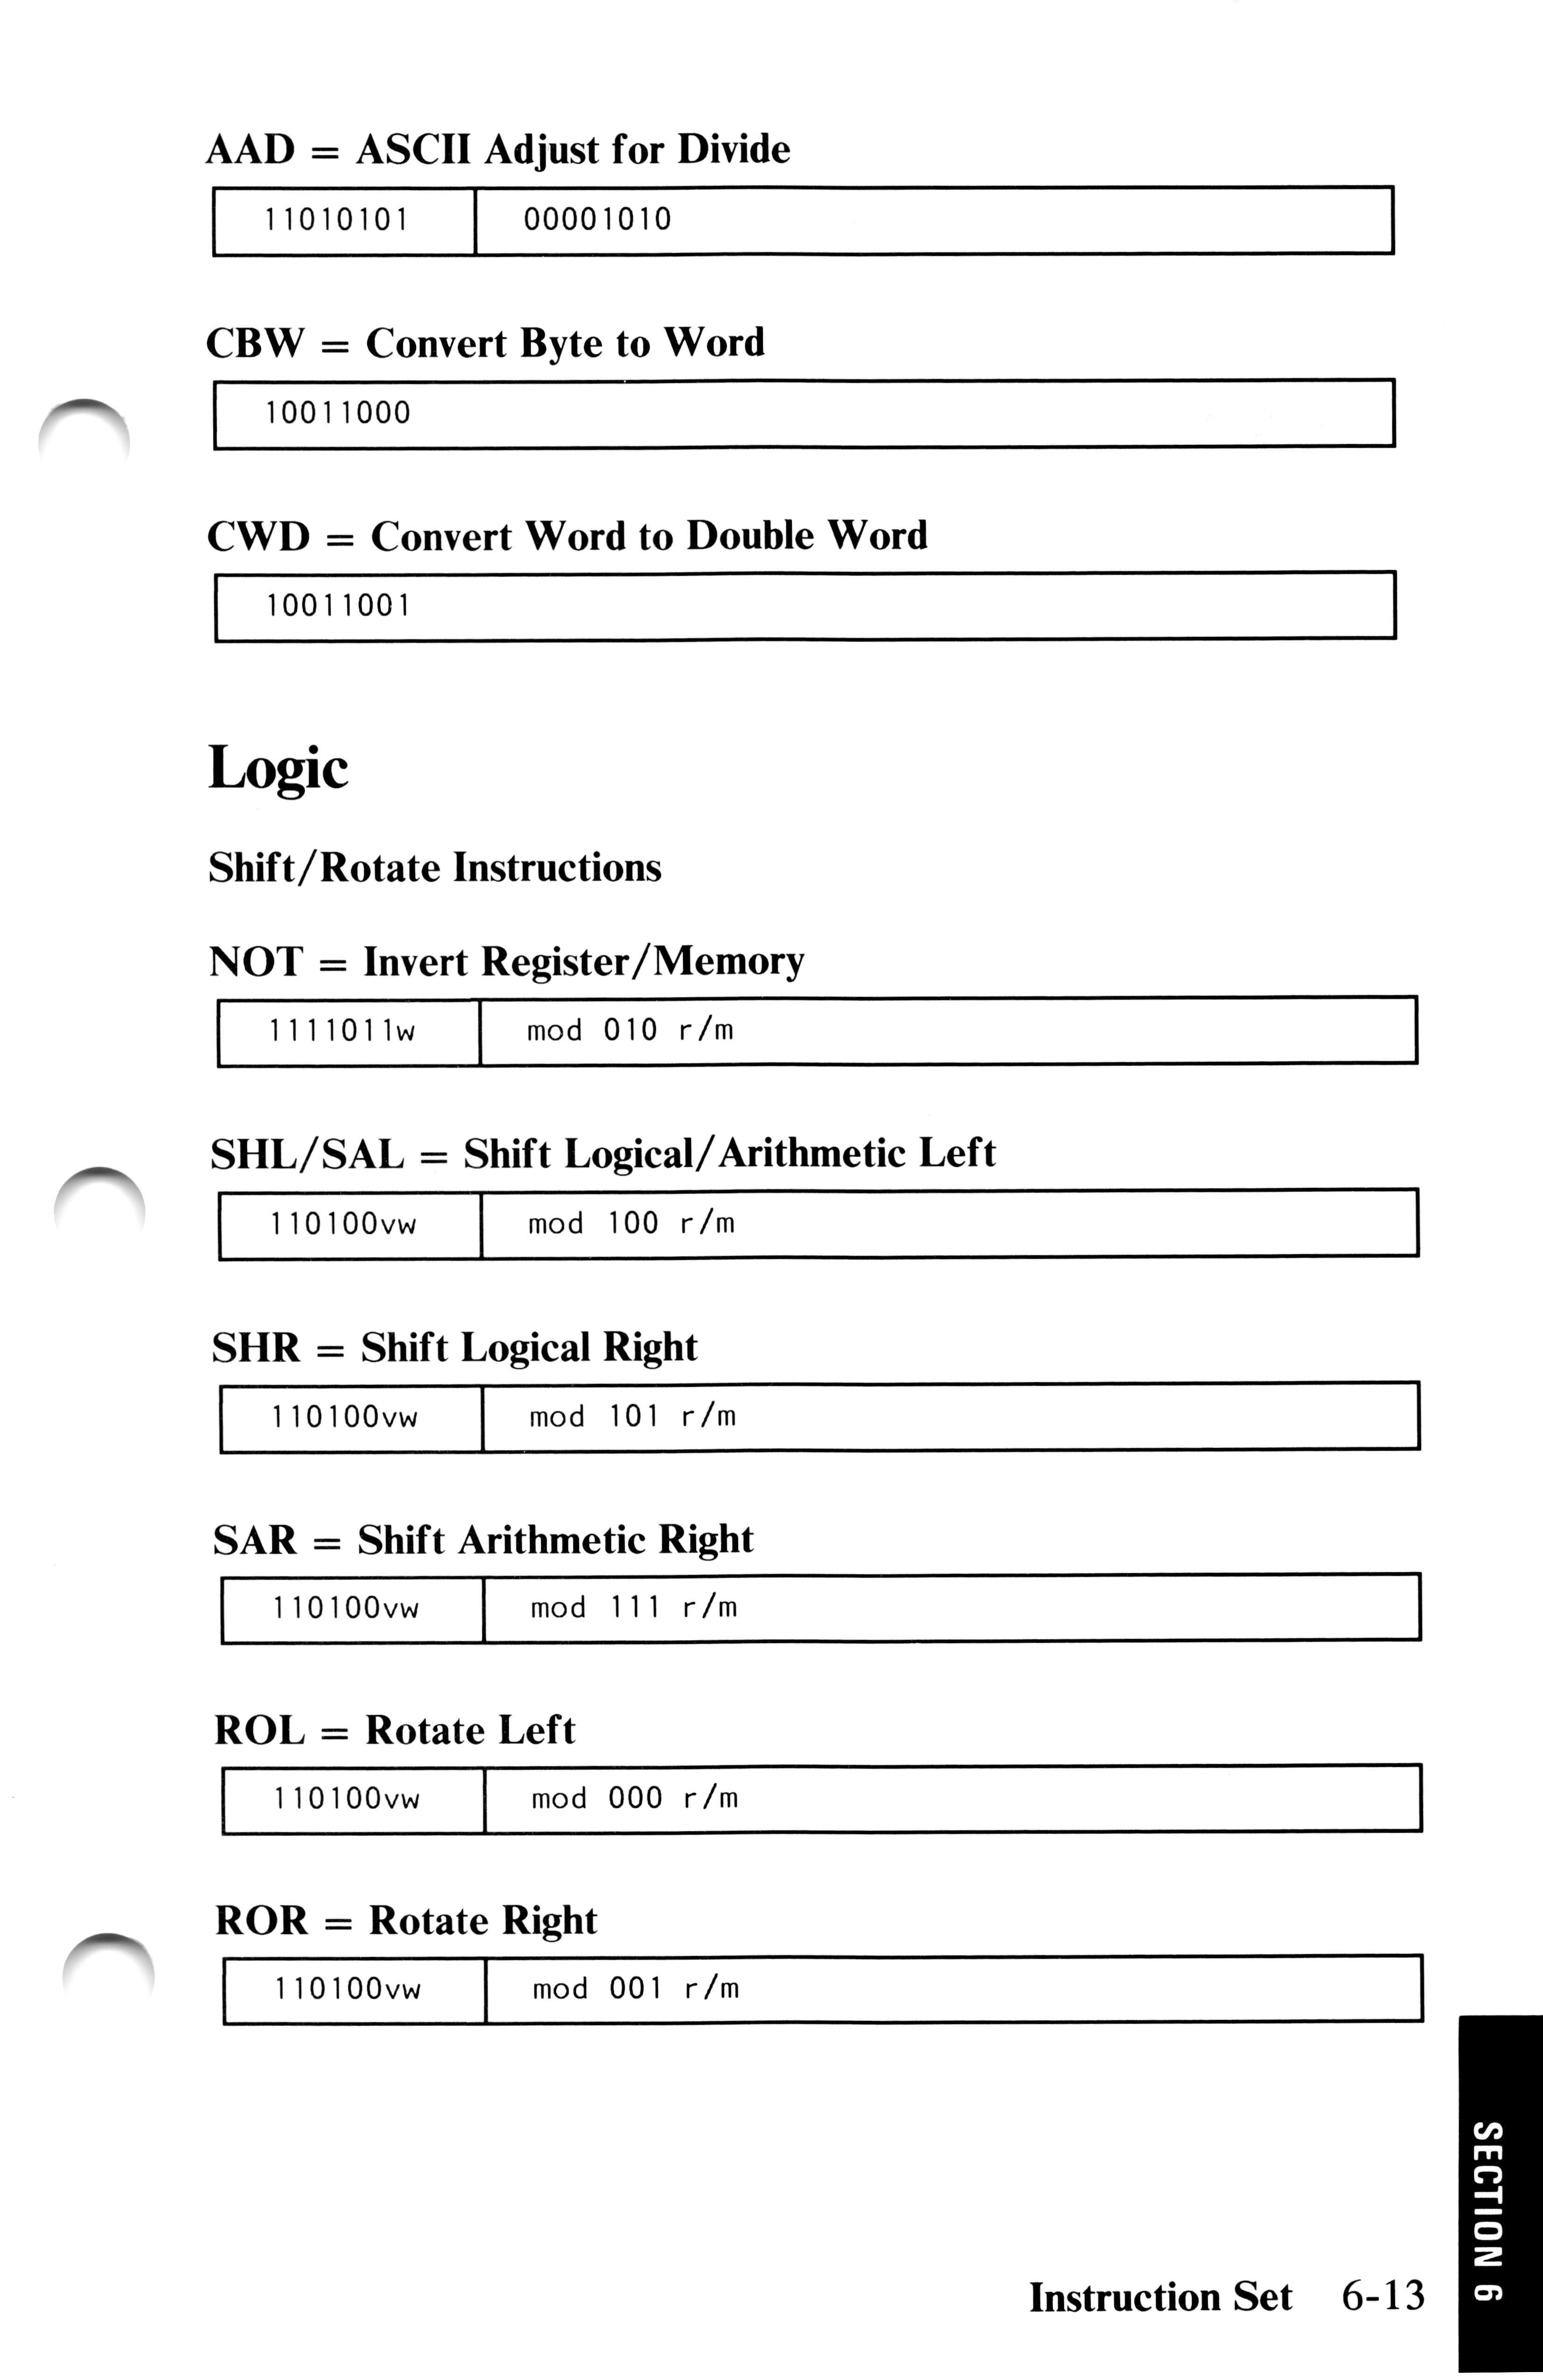 AAD = ASCII Adjust for Divide
11010101 00001010
CBW = Convert Byte to Word
10011000
CWD = Convert Word to Double Word
10011001
Logic
Shift/Rotate Instructions
NOT = Invert Register/Memory
1111011w mod 010 r/m
SHL/SAL = Shift Logical/Arithmetic Left
110100vw mod 100 r/m
SHR = Shift Logical Right
110100vw mod 101 r/m
SAR = Shift Arithmetic Right
110100vw mod 111 r/m
ROL = Rotate Left
110100vw mod 000 r/m
ROR = Rotate Right
110100vw mod 001 r/m
SECTION 6
Instruction Set 6-13